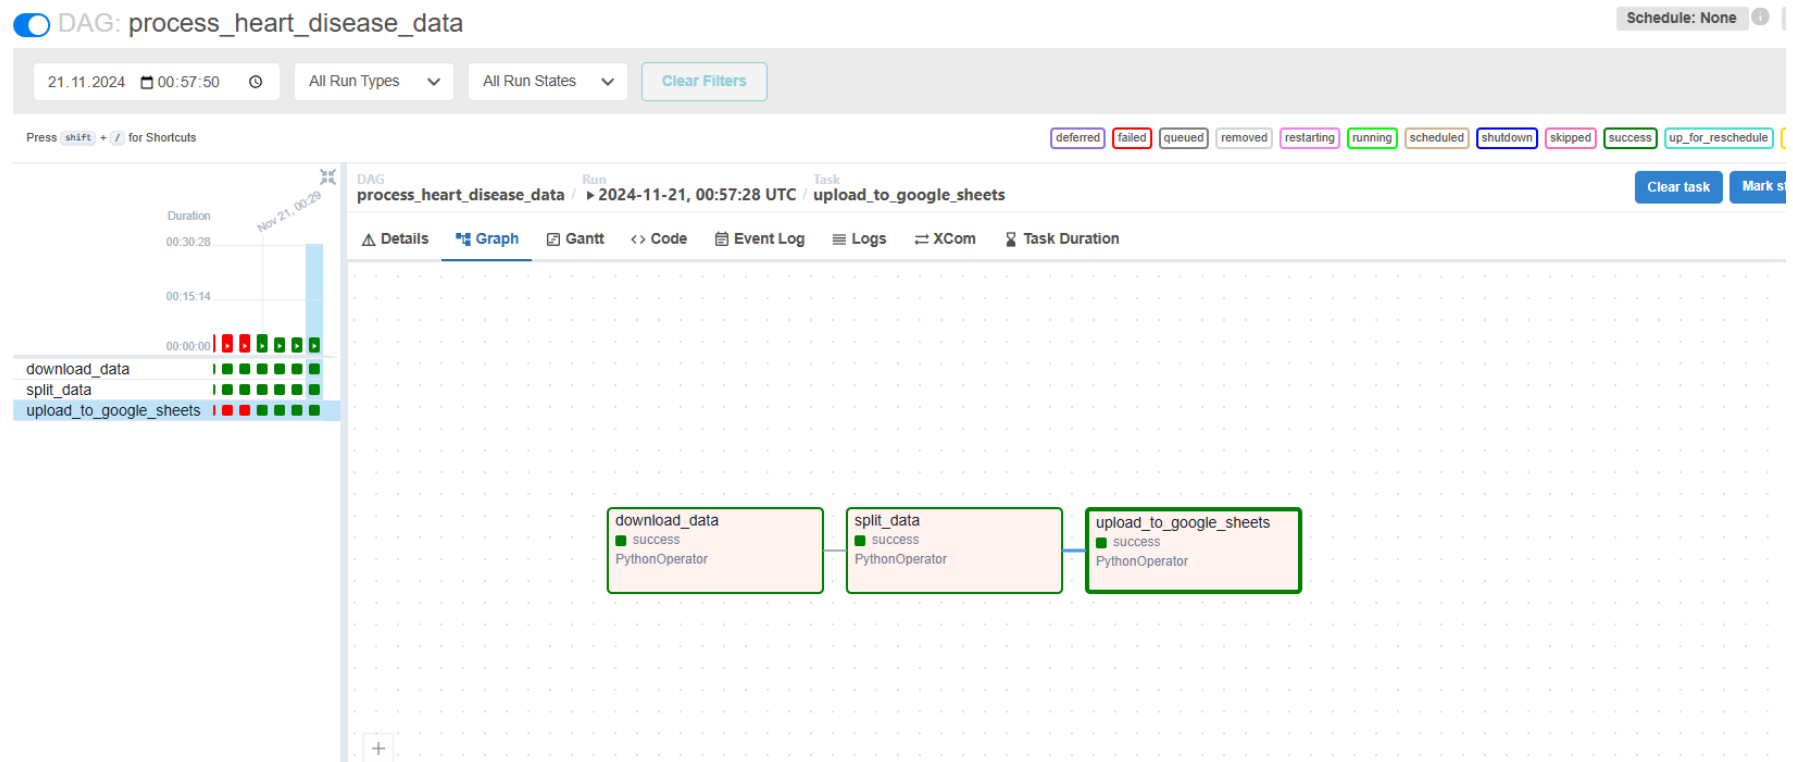 DAG: process_heart_disease_data
Schedule: None
21.11.2024 00:57:50
All Run Types
All Run States
Clear Filters
Press shift + / for Shortcuts
deferred failed queued removed restarting running scheduled shutdown skipped success up_for_reschedule
DAG
process_heart_disease_data /
Run
2024-11-21, 00:57:28 UTC /
Task
upload_to_google_sheets
Clear task
Mark st
Details
Graph
Gantt
Code
Event Log
Logs
XCom
Task Duration
Nov 21, 00:29
Duration
00:30:28
00:15:14
00:00:00
download_data
split_data
upload_to_google_sheets
download_data
success
PythonOperator
split_data
success
PythonOperator
upload_to_google_sheets
success
PythonOperator